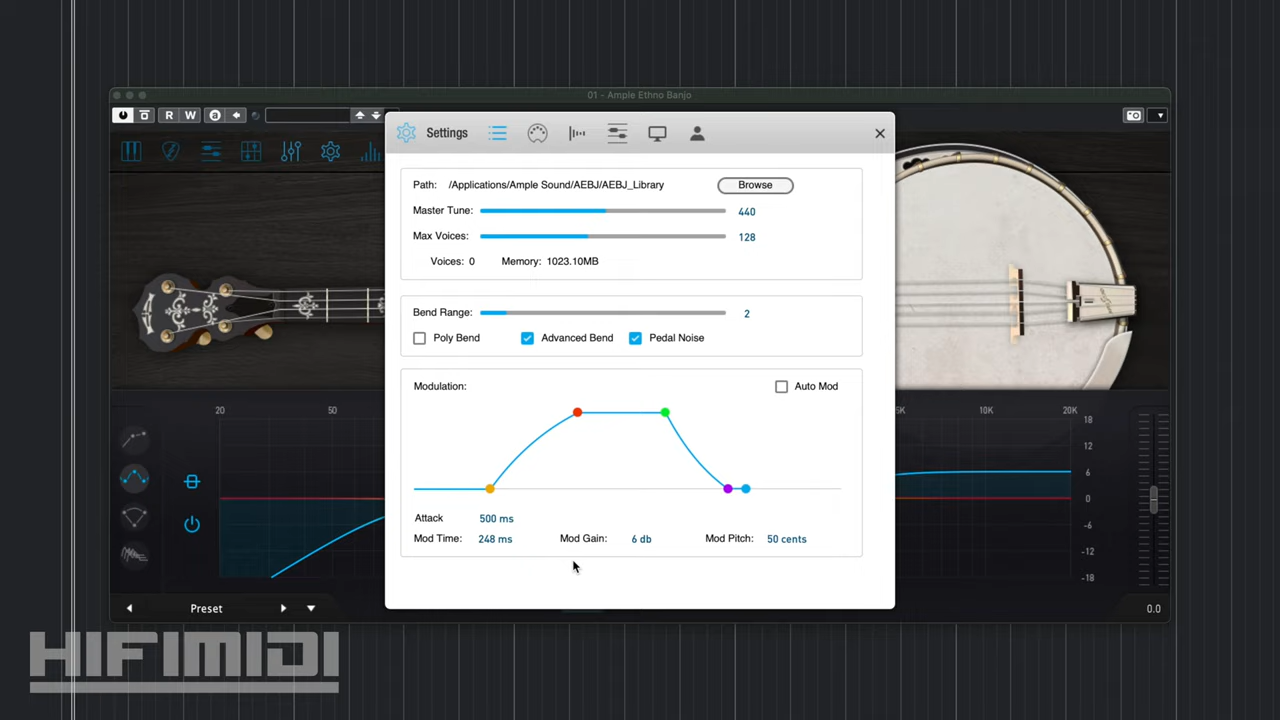 01 - Ample Ethno Banjo
R W a
Settings
Path: /Applications/Ample Sound/AEBJ/AEBJ_Library Browse
Master Tune: 440
Max Voices: 128
Voices: 0 Memory: 1023.10MB
Bend Range: 2
Poly Bend Advanced Bend Pedal Noise
Modulation: Auto Mod
20 50 5K 10K 20K
18
12
6
0
-6
-12
-18
Attack 500 ms
Mod Time: 248 ms Mod Gain: 6 db Mod Pitch: 50 cents
Preset 0.0
HIFIMIDI